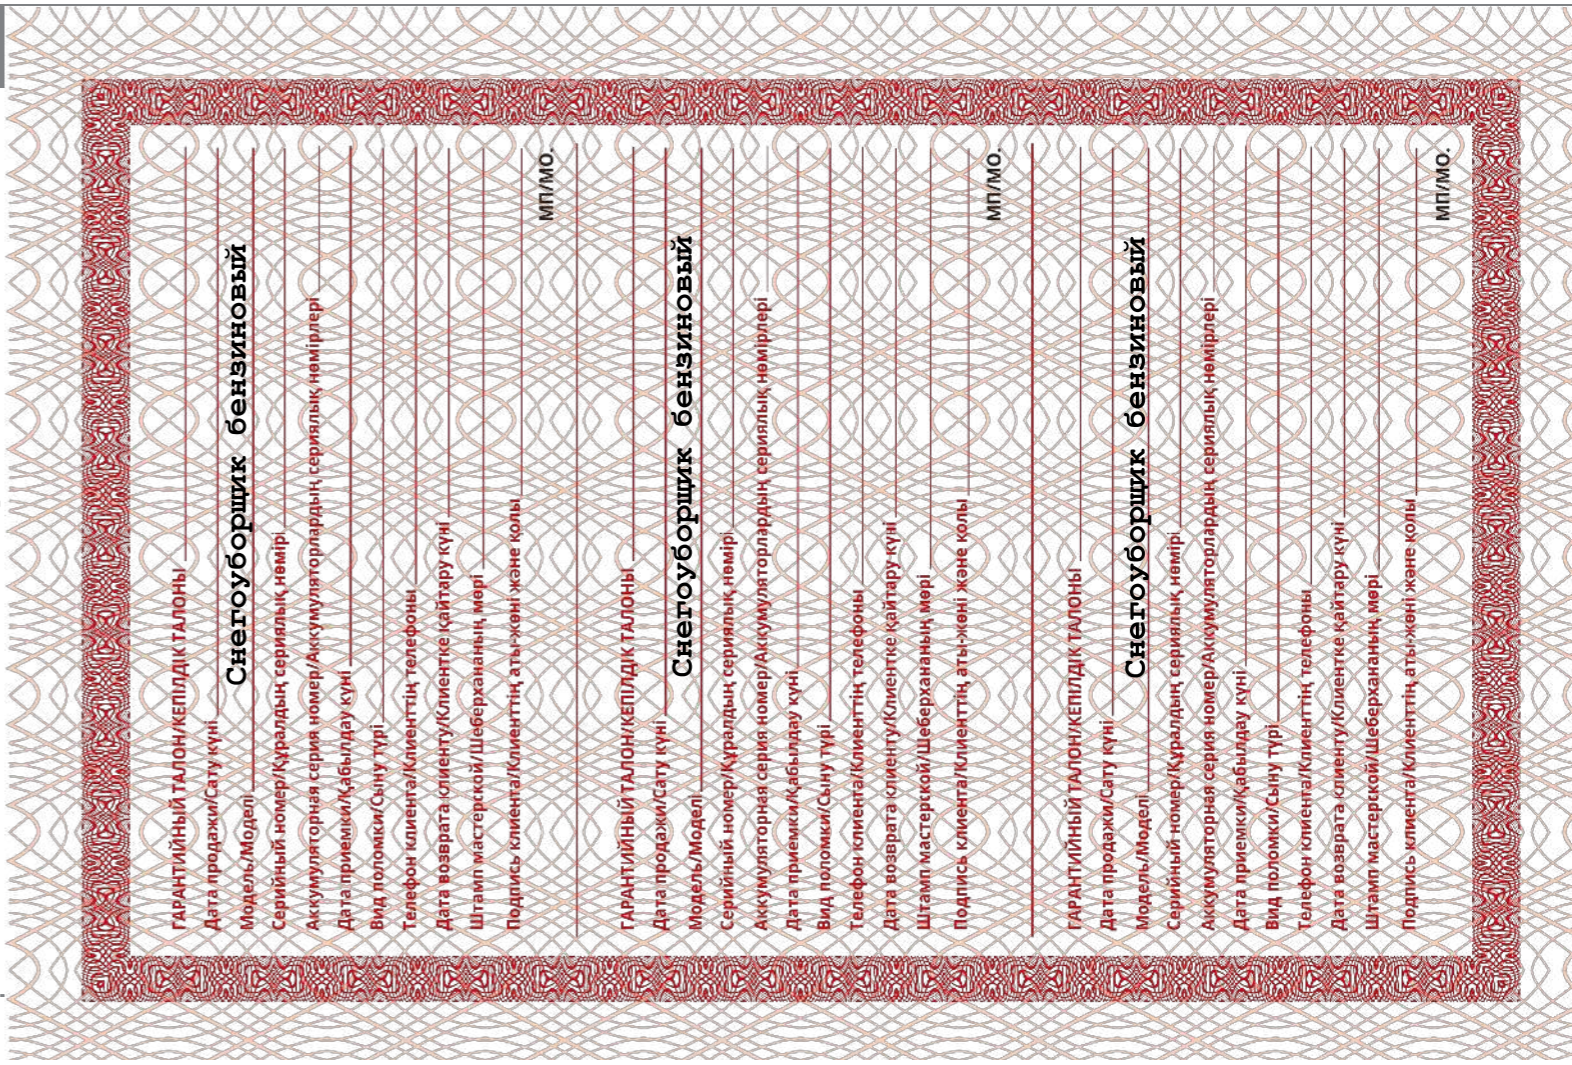 ГАРАНТИЙНЫЙ ТАЛОН/КЕПІЛДІК ТАЛОНЫ
Дата продажи/Сату күні
Модель/Моделі Снегоуборщик бензиновый
Серийный номер/Құралдың сериялық нөмірі
Аккумуляторная серия номер/Аккумуляторлардың сериялық нөмірлері
Дата приемки/Қабылдау күні
Вид поломки/Сыну түрі
Телефон клиента/Клиенттің телефоны
Дата возврата клиенту/Клиентке қайтару күні
Штамп мастерской/Шеберхананың мөрі
Подпись клиента/Клиенттің аты-жөні және қолы
МП/МО.
ГАРАНТИЙНЫЙ ТАЛОН/КЕПІЛДІК ТАЛОНЫ
Дата продажи/Сату күні
Модель/Моделі Снегоуборщик бензиновый
Серийный номер/Құралдың сериялық нөмірі
Аккумуляторная серия номер/Аккумуляторлардың сериялық нөмірлері
Дата приемки/Қабылдау күні
Вид поломки/Сыну түрі
Телефон клиента/Клиенттің телефоны
Дата возврата клиенту/Клиентке қайтару күні
Штамп мастерской/Шеберхананың мөрі
Подпись клиента/Клиенттің аты-жөні және қолы
МП/МО.
ГАРАНТИЙНЫЙ ТАЛОН/КЕПІЛДІК ТАЛОНЫ
Дата продажи/Сату күні
Модель/Моделі Снегоуборщик бензиновый
Серийный номер/Құралдың сериялық нөмірі
Аккумуляторная серия номер/Аккумуляторлардың сериялық нөмірлері
Дата приемки/Қабылдау күні
Вид поломки/Сыну түрі
Телефон клиента/Клиенттің телефоны
Дата возврата клиенту/Клиентке қайтару күні
Штамп мастерской/Шеберхананың мөрі
Подпись клиента/Клиенттің аты-жөні және қолы
МП/МО.